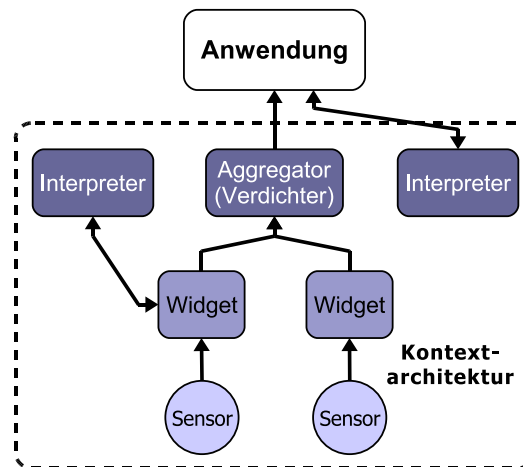 Anwendung
Interpreter
Aggregator
(Verdichter)
Interpreter
Widget
Widget
Kontext-
architektur
Sensor
Sensor